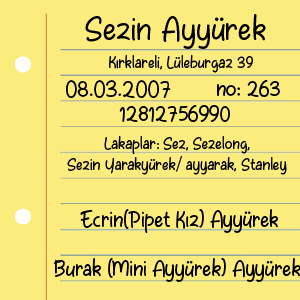 Sezin Ayyürek
Kırklareli, Lüleburgaz 39
08.03.2007 no: 263
12812756990
Lakaplar: Sez, Sezelong,
Sezin Yarakyürek/ ayyarak, Stanley
Ecrin(Pipet Kız) Ayyürek
Burak (Mini Ayyürek) Ayyürek